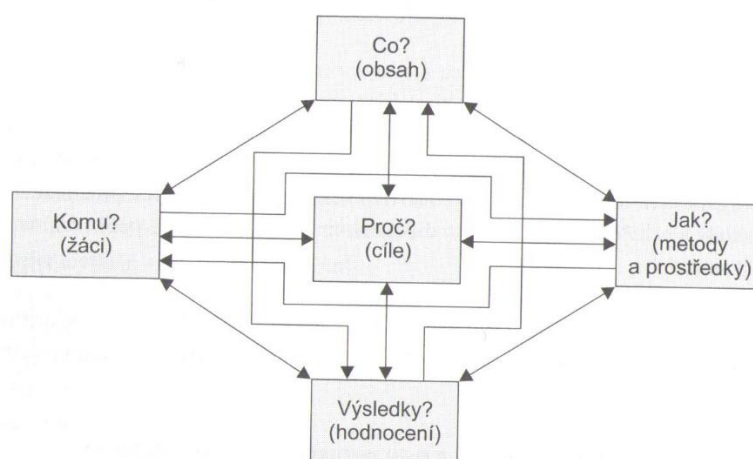 Co?
(obsah)
Komu?
(žáci)
Proč?
(cíle)
Jak?
(metody
a prostředky)
Výsledky?
(hodnocení)